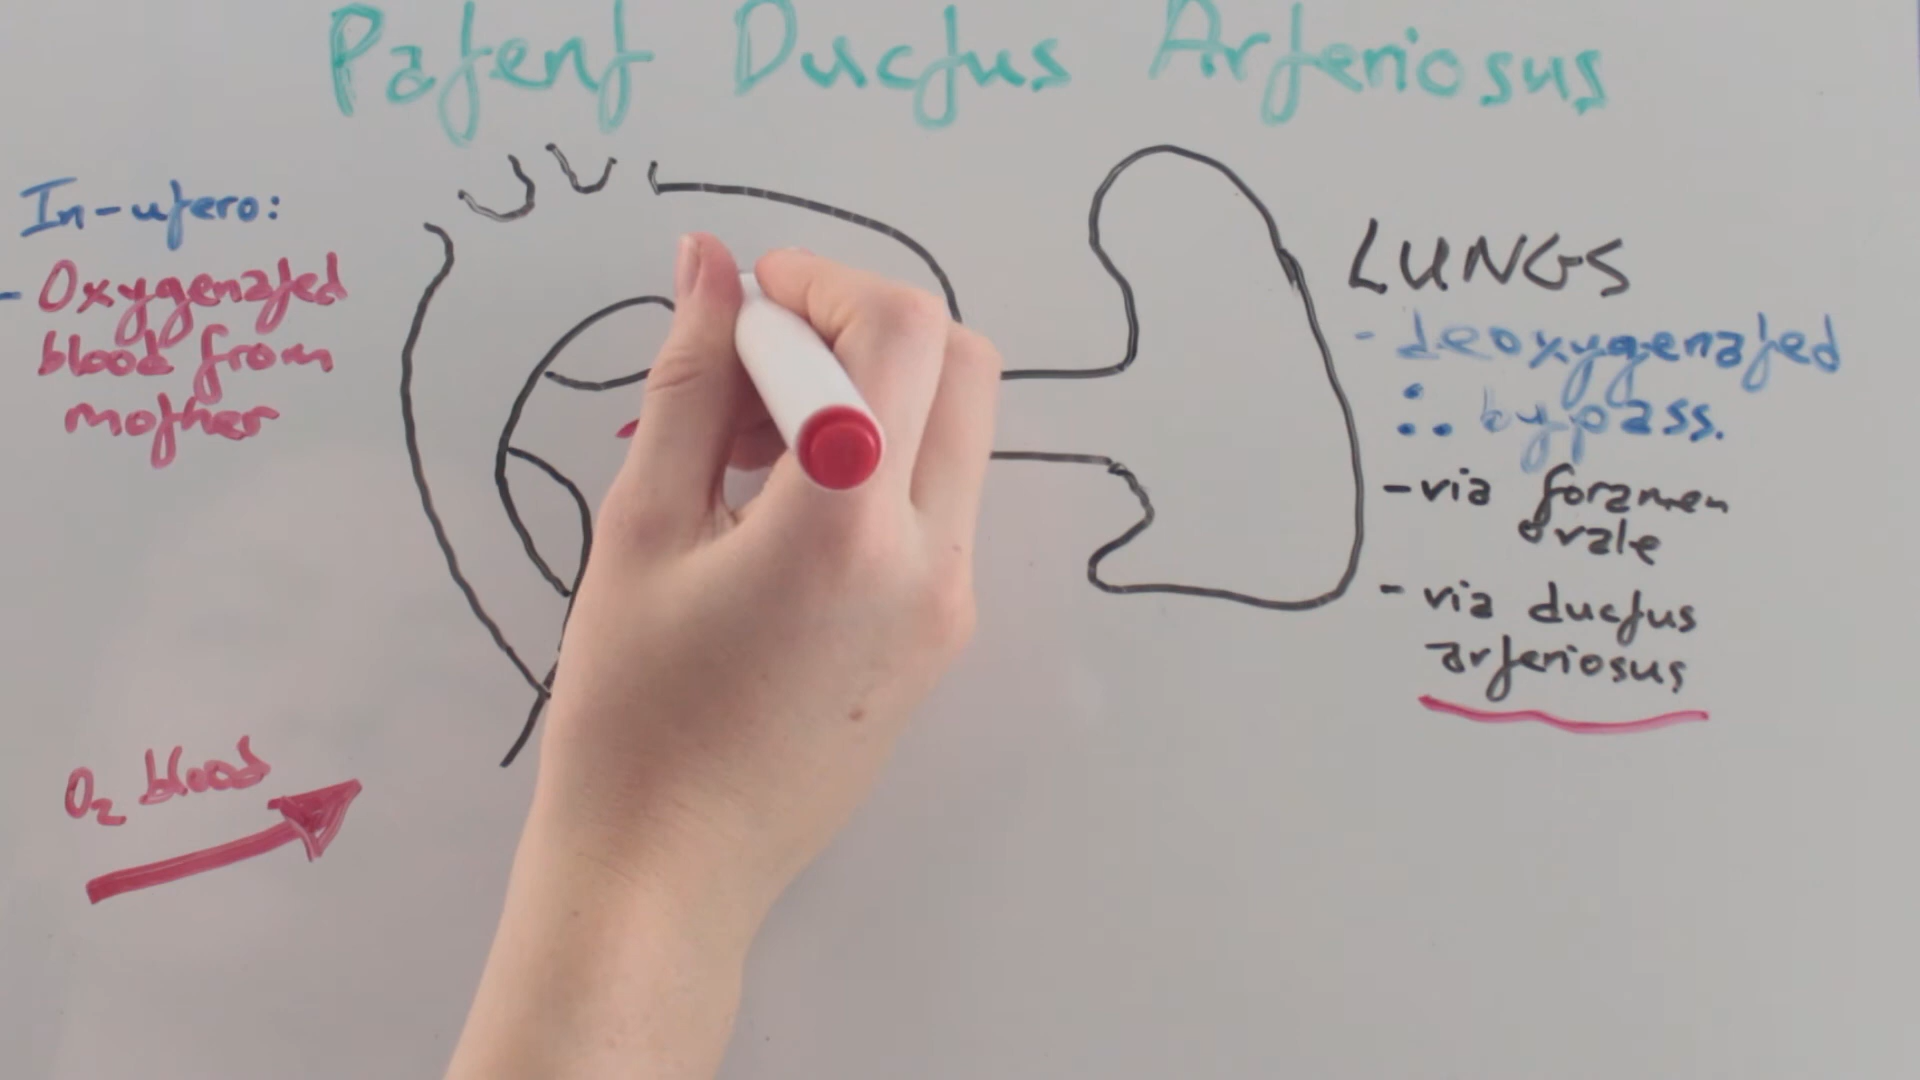 Patent Ductus Arteriosus
In-utero:
- Oxygenated
blood from
mother
O2 blood
LUNGS
- deoxygenated
∴ bypass.
- via foramen
ovale
- via ductus
arteriosus